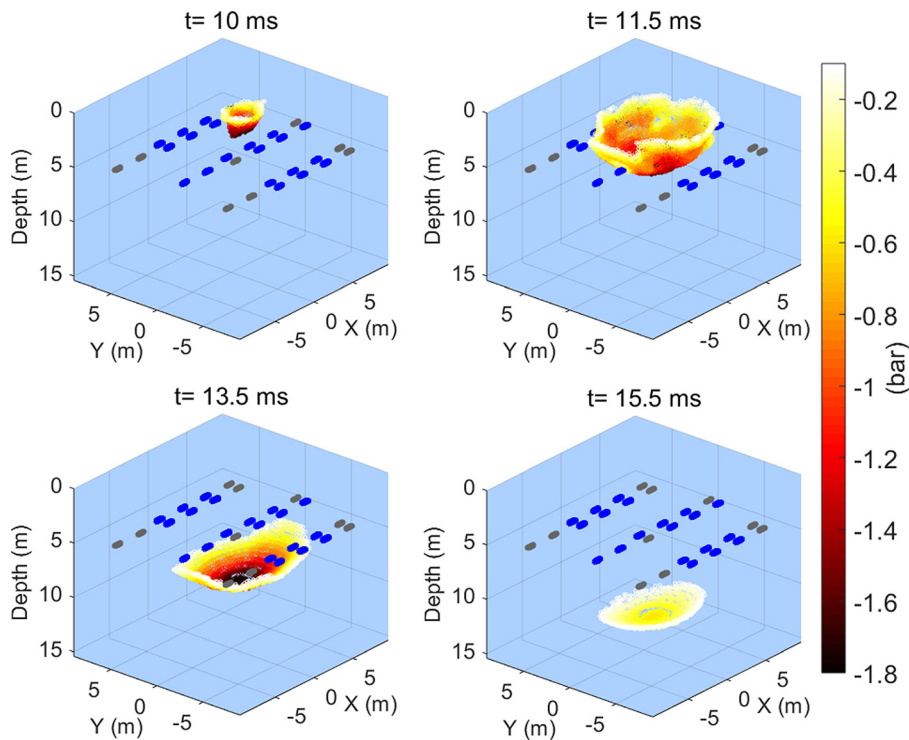 t= 10 ms
t= 11.5 ms
0
5
10
15
Depth (m)
5
0
-5
Y (m)
-5
0
5
X (m)
0
5
10
15
Depth (m)
5
0
-5
Y (m)
-5
0
5
X (m)
t= 13.5 ms
t= 15.5 ms
0
5
10
15
Depth (m)
5
0
-5
Y (m)
-5
0
5
X (m)
0
5
10
15
Depth (m)
5
0
-5
Y (m)
-5
0
5
X (m)
-0.2
-0.4
-0.6
-0.8
-1
-1.2
-1.4
-1.6
-1.8
(bar)